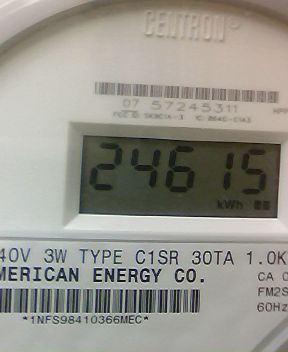 CENTRON®
07 57245311
24615
kWh
40V 3W TYPE C1SR 30TA 1.0K
MERICAN ENERGY CO.
CA 0
FM2S
60Hz
*1NFS98410366MEC*